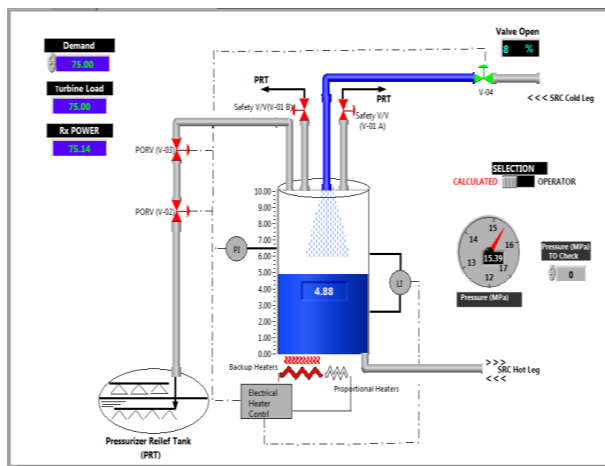 Demand
75.00
Turbine Load
75.00
Rx POWER
75.14
Valve Open
8 %
PRT
PRT
V-04
<<< SRC Cold Leg
Safety V/V(V-01 B)
Safety V/V
(V-01 A)
PORV (V-03)
PORV (V-02)
SELECTION
CALCULATED
OPERATOR
10.00
9.00
8.00
7.00
6.00
5.00
4.00
3.00
2.00
1.00
0.00
PI
LI
4.88
15
14
16
13
15.39
17
12
Pressure (MPa)
Pressure (MPa)
TO Check
0
Backup Heaters
Proportional Heaters
Electrical
Heater
Contrl
>>>
SRC Hot Leg
<<<
Pressurizer Reilef Tank
(PRT)